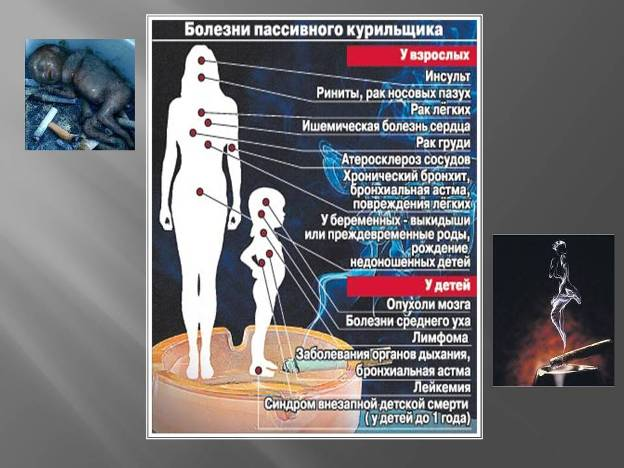 Болезни пассивного курильщика
У взрослых
Инсульт
Риниты, рак носовых пазух
Рак лёгких
Ишемическая болезнь сердца
Рак груди
Атеросклероз сосудов
Хронический бронхит,
бронхиальная астма,
повреждения лёгких
У беременных - выкидыши
или преждевременные роды,
рождение
недоношенных детей
У детей
Опухоли мозга
Болезни среднего уха
Лимфома
Заболевания органов дыхания,
бронхиальная астма
Лейкемия
Синдром внезапной детской смерти
( у детей до 1 года)